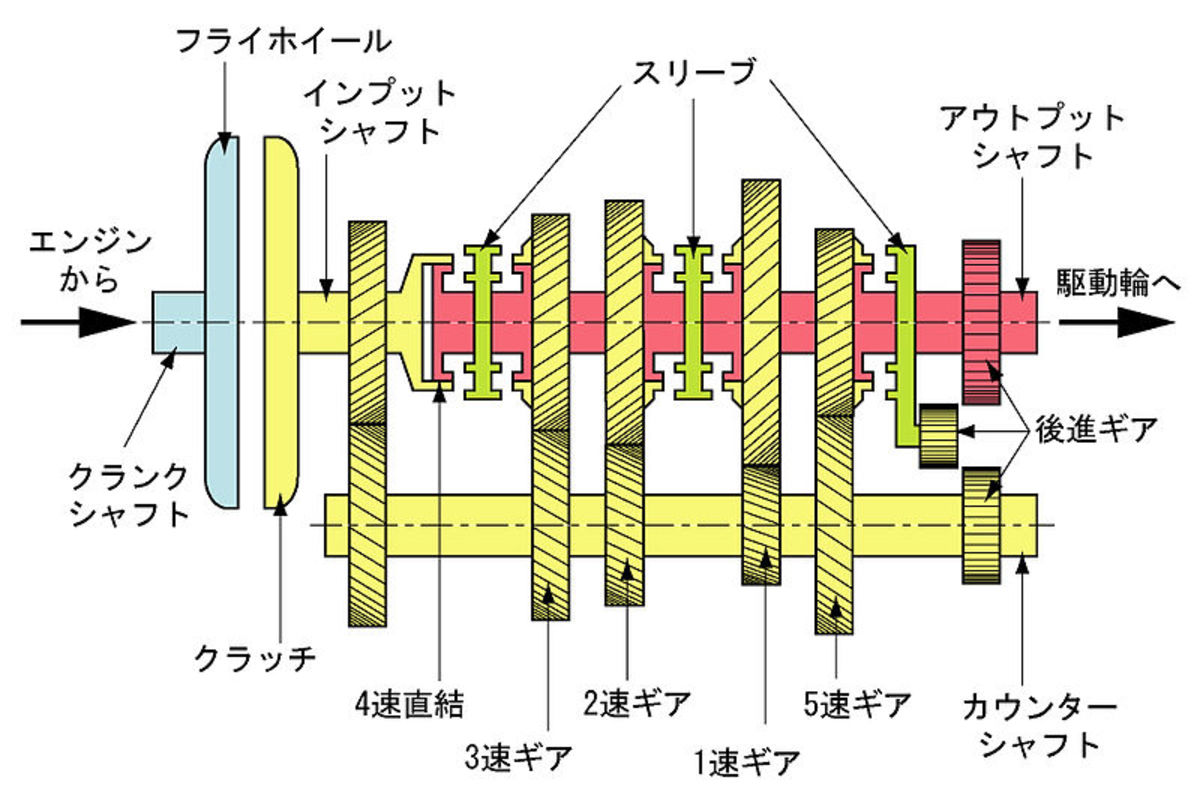 フライホイール
インプット
シャフト
スリーブ
アウトプット
シャフト
エンジン
から
駆動輪へ
後進ギア
クランク
シャフト
クラッチ
4速直結
3速ギア
2速ギア
1速ギア
5速ギア
カウンター
シャフト